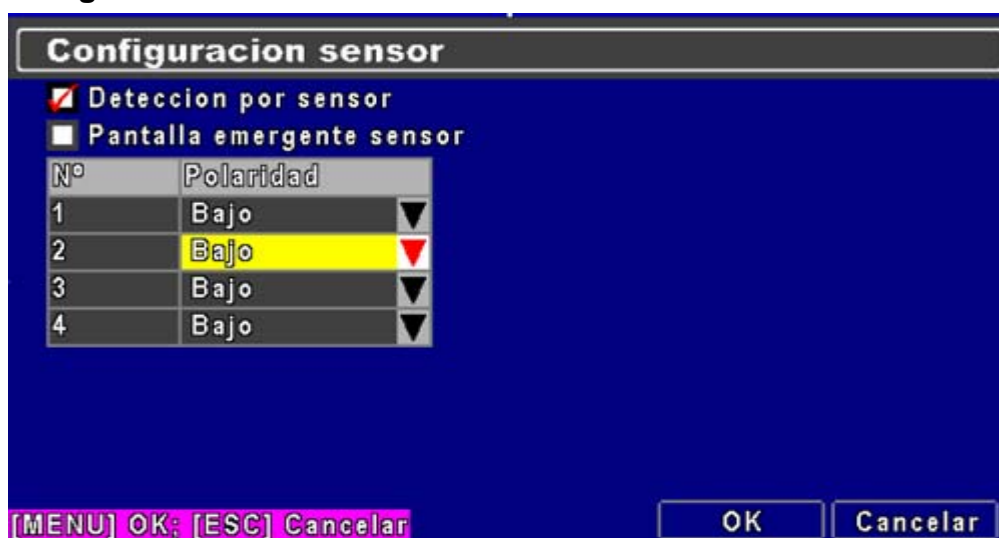 Configuracion sensor
Deteccion por sensor
Pantalla emergente sensor
Nº Polaridad
1 Bajo
2 Bajo
3 Bajo
4 Bajo
[MENU] OK; [ESC] Cancelar OK Cancelar